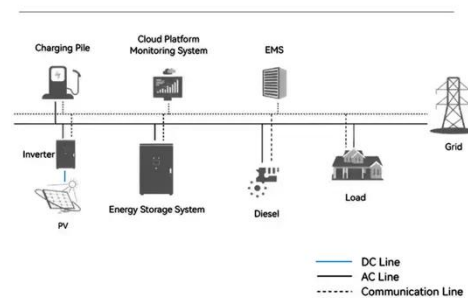 Charging Pile
Cloud Platform
Monitoring System
EMS
Grid
Inverter
PV
Energy Storage System
Diesel
Load
DC Line
AC Line
Communication Line